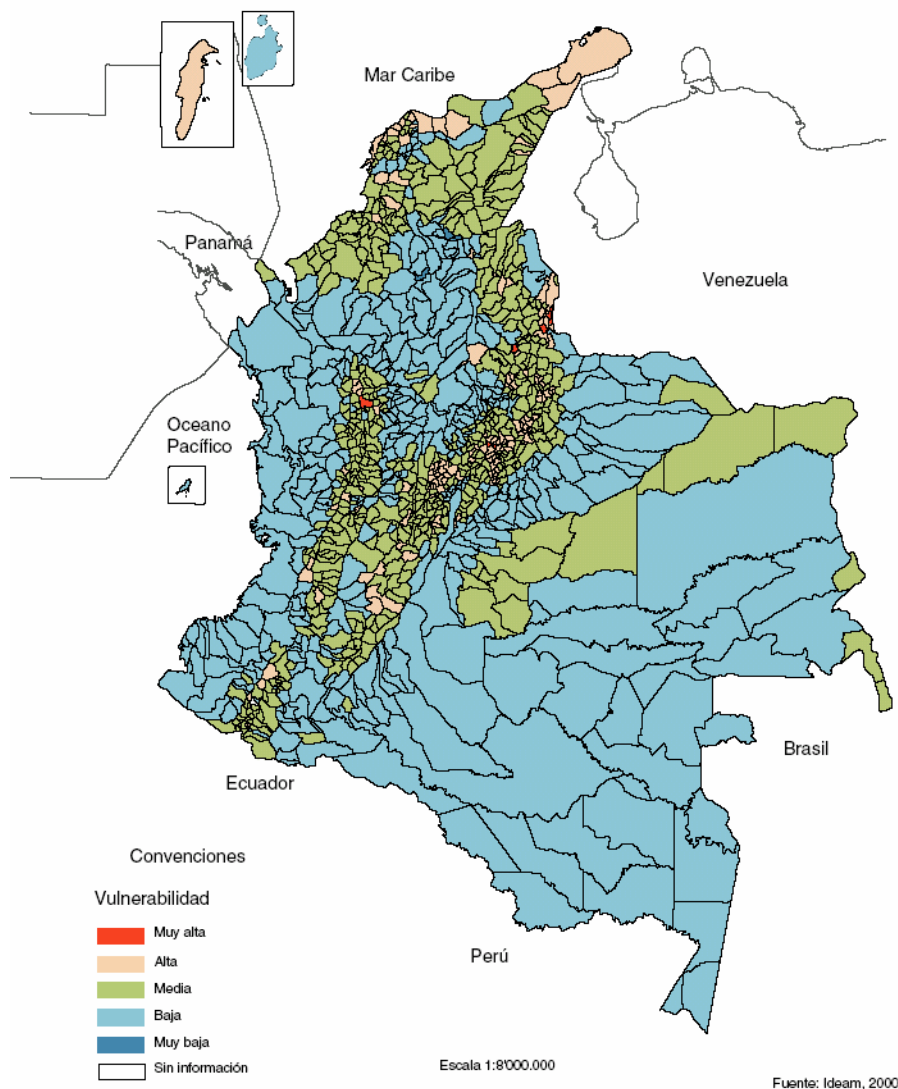 Mar Caribe
Panamá
Venezuela
Oceano
Pacífico
Brasil
Ecuador
Perú
Convenciones
Vulnerabilidad
Muy alta
Alta
Media
Baja
Muy baja
Sin información
Escala 1:8'000.000
Fuente: Ideam, 2000